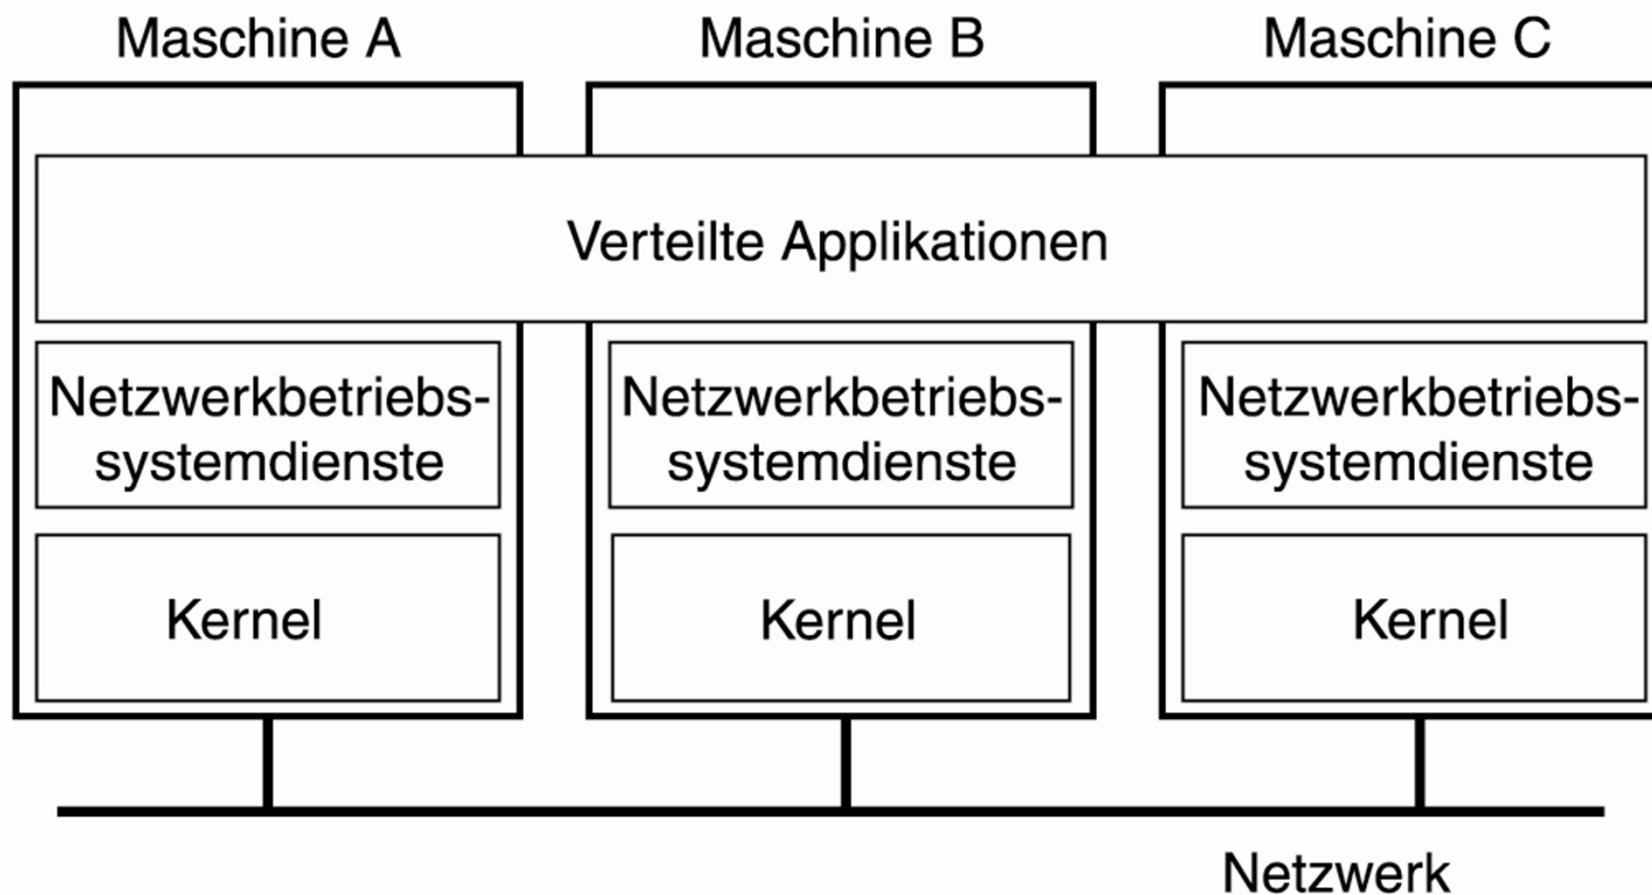 Maschine A
Maschine B
Maschine C
Verteilte Applikationen
Netzwerkbetriebs-
systemdienste
Netzwerkbetriebs-
systemdienste
Netzwerkbetriebs-
systemdienste
Kernel
Kernel
Kernel
Netzwerk